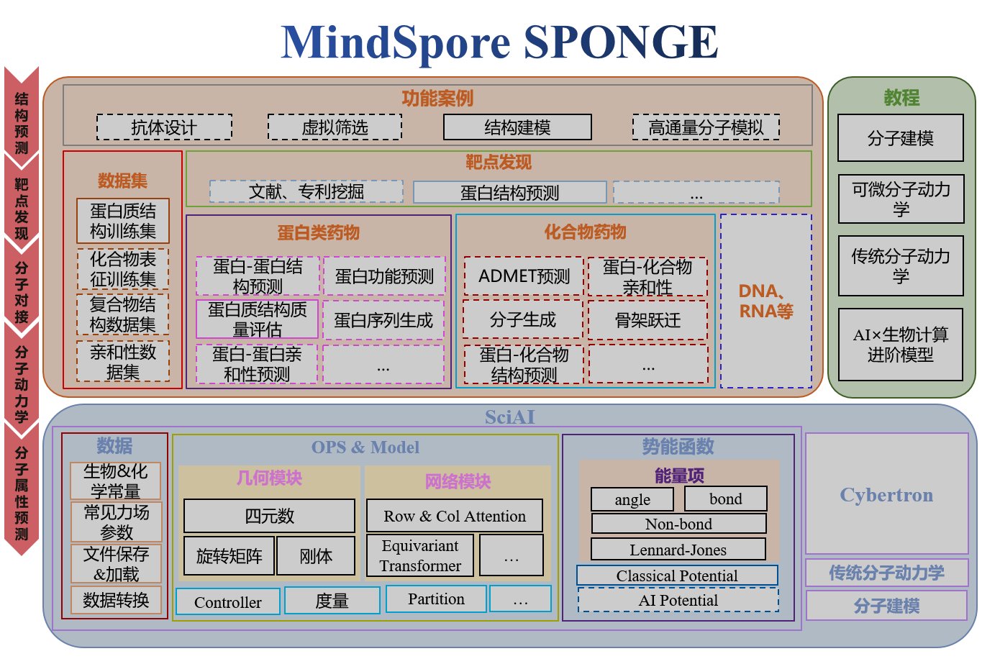 MindSpore SPONGE
结构预测
靶点发现
分子对接
分子动力学
分子属性预测
功能案例
抗体设计
虚拟筛选
结构建模
高通量分子模拟
数据集
蛋白质结
构训练集
化合物表
征训练集
复合物结
构数据集
亲和性数
据集
靶点发现
文献、专利挖掘
蛋白结构预测
...
蛋白类药物
蛋白-蛋白结
构预测
蛋白功能预测
蛋白质结构质
量评估
蛋白序列生成
蛋白-蛋白亲
和性预测
...
化合物药物
ADMET预测
蛋白-化合物
亲和性
分子生成
骨架跃迁
蛋白-化合物
结构预测
...
DNA、
RNA等
教程
分子建模
可微分子动力
学
传统分子动力
学
AI×生物计算
进阶模型
SciAI
数据
生物&化
学常量
常见力场
参数
文件保存
&加载
数据转换
OPS & Model
几何模块
四元数
旋转矩阵
刚体
网络模块
Row & Col Attention
Equivariant
Transformer
...
Controller
度量
Partition
...
势能函数
能量项
angle
bond
Non-bond
Lennard-Jones
Classical Potential
AI Potential
Cybertron
传统分子动力学
分子建模